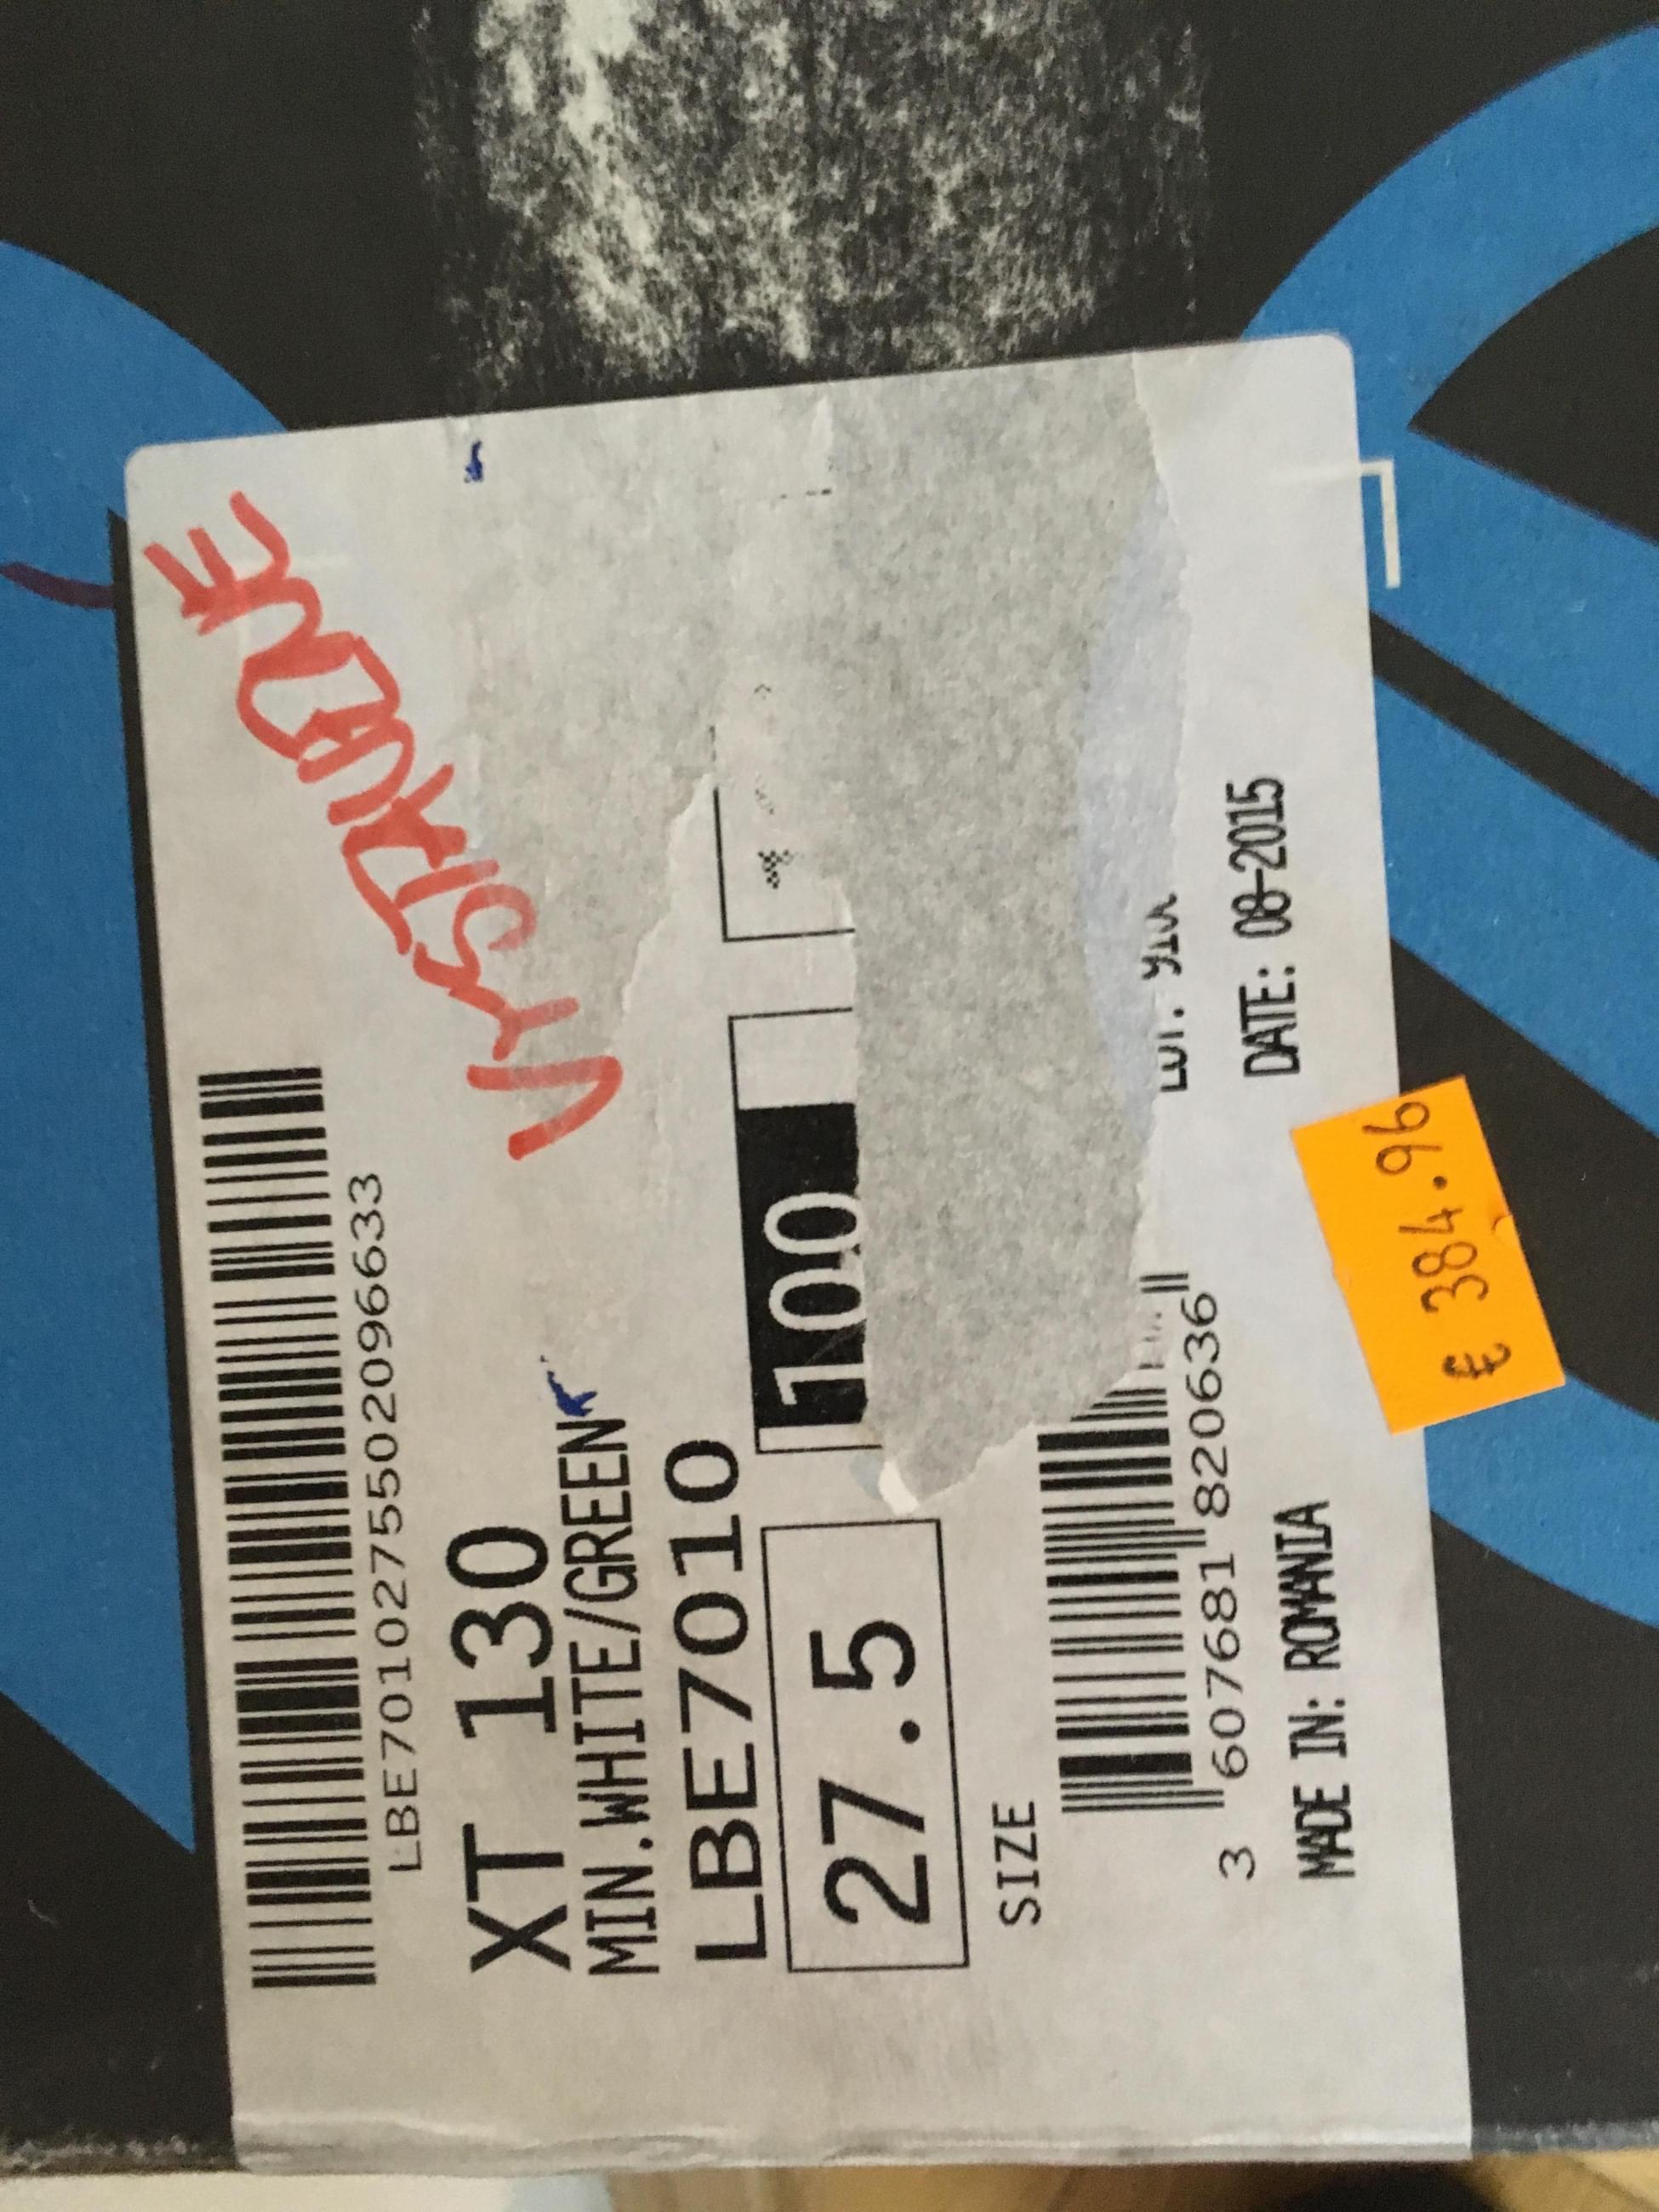 LBE7010275502096633
XT 130
MIN.WHITE/GREEN
LBE7010
27.5
100
SIZE
3 607681 820636
MADE IN: ROMANIA
DATE: 08-2015
€ 384.96